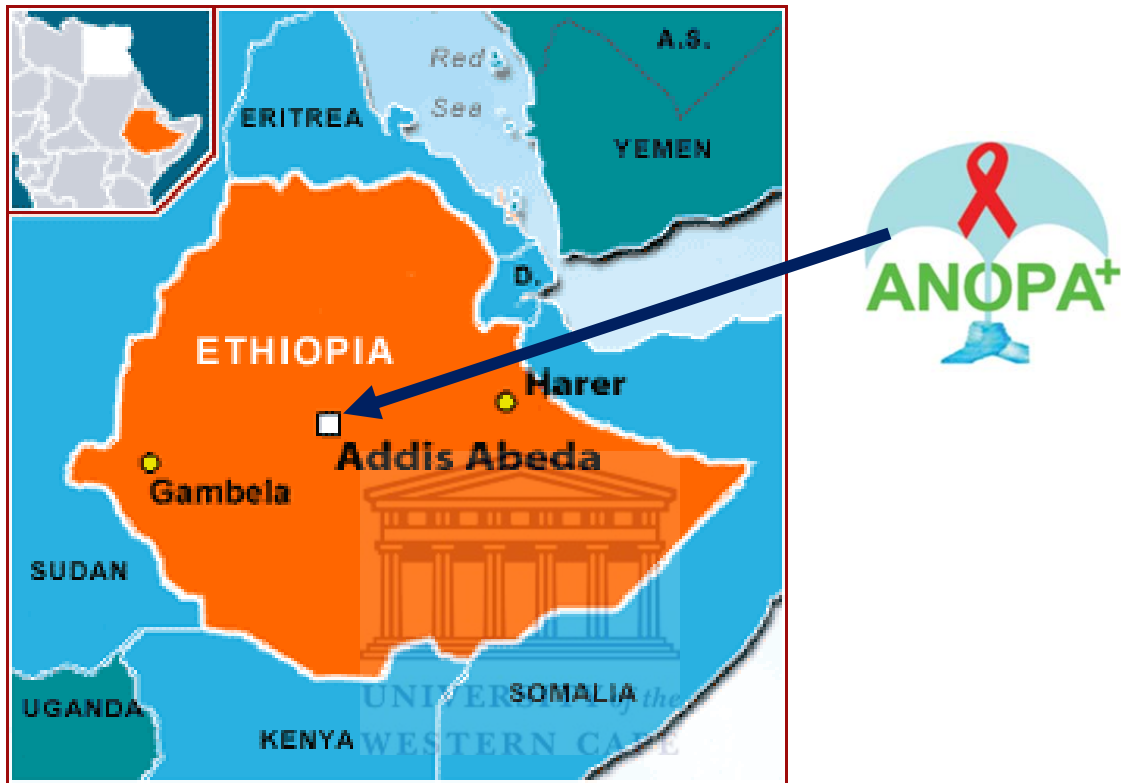 A.S.
Red
Sea
ERITREA
YEMEN
D.
ANOPA+
ETHIOPIA
Harer
Addis Abeda
Gambela
SUDAN
UGANDA
SOMALIA
KENYA
UNIVERSITY of the
WESTERN CAPE